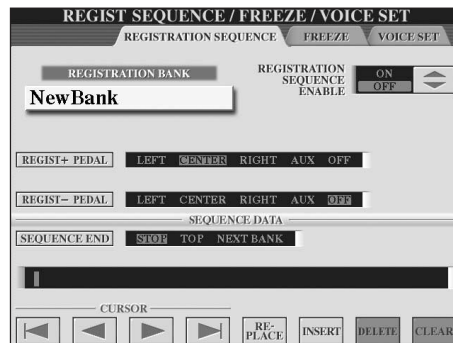 REGIST SEQUENCE / FREEZE / VOICE SET
REGISTRATION SEQUENCE FREEZE VOICE SET
REGISTRATION BANK
NewBank
REGISTRATION
SEQUENCE
ENABLE
ON
OFF
REGIST+ PEDAL LEFT CENTER RIGHT AUX OFF
REGIST– PEDAL LEFT CENTER RIGHT AUX OFF
SEQUENCE DATA
SEQUENCE END STOP TOP NEXT BANK
CURSOR
RE-
PLACE
INSERT
DELETE
CLEAR